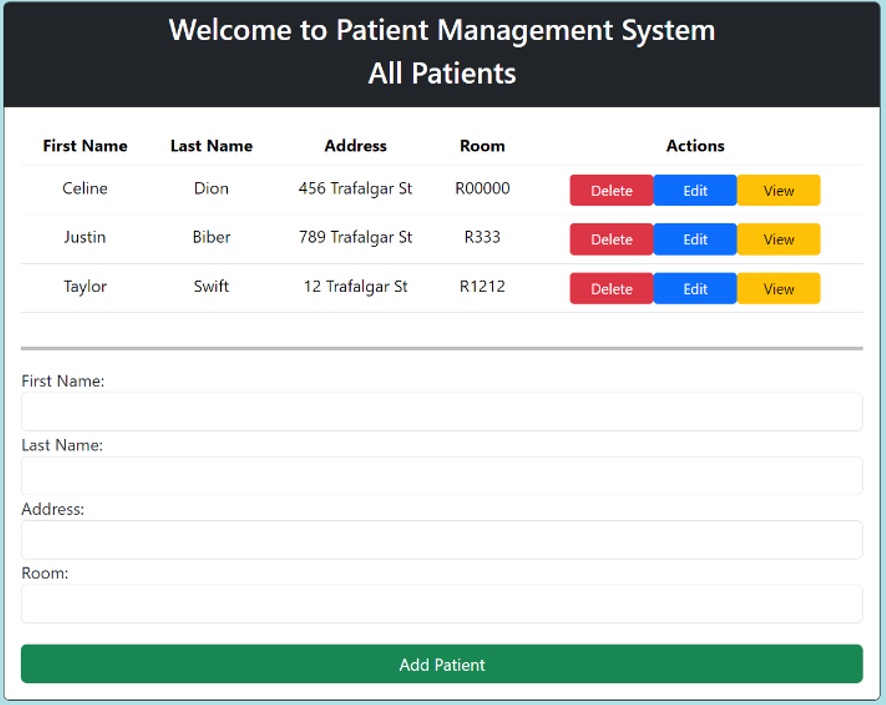 Welcome to Patient Management System
All Patients
First Name Last Name Address Room Actions
Celine Dion 456 Trafalgar St R00000 Delete Edit View
Justin Biber 789 Trafalgar St R333 Delete Edit View
Taylor Swift 12 Trafalgar St R1212 Delete Edit View
First Name:
Last Name:
Address:
Room:
Add Patient